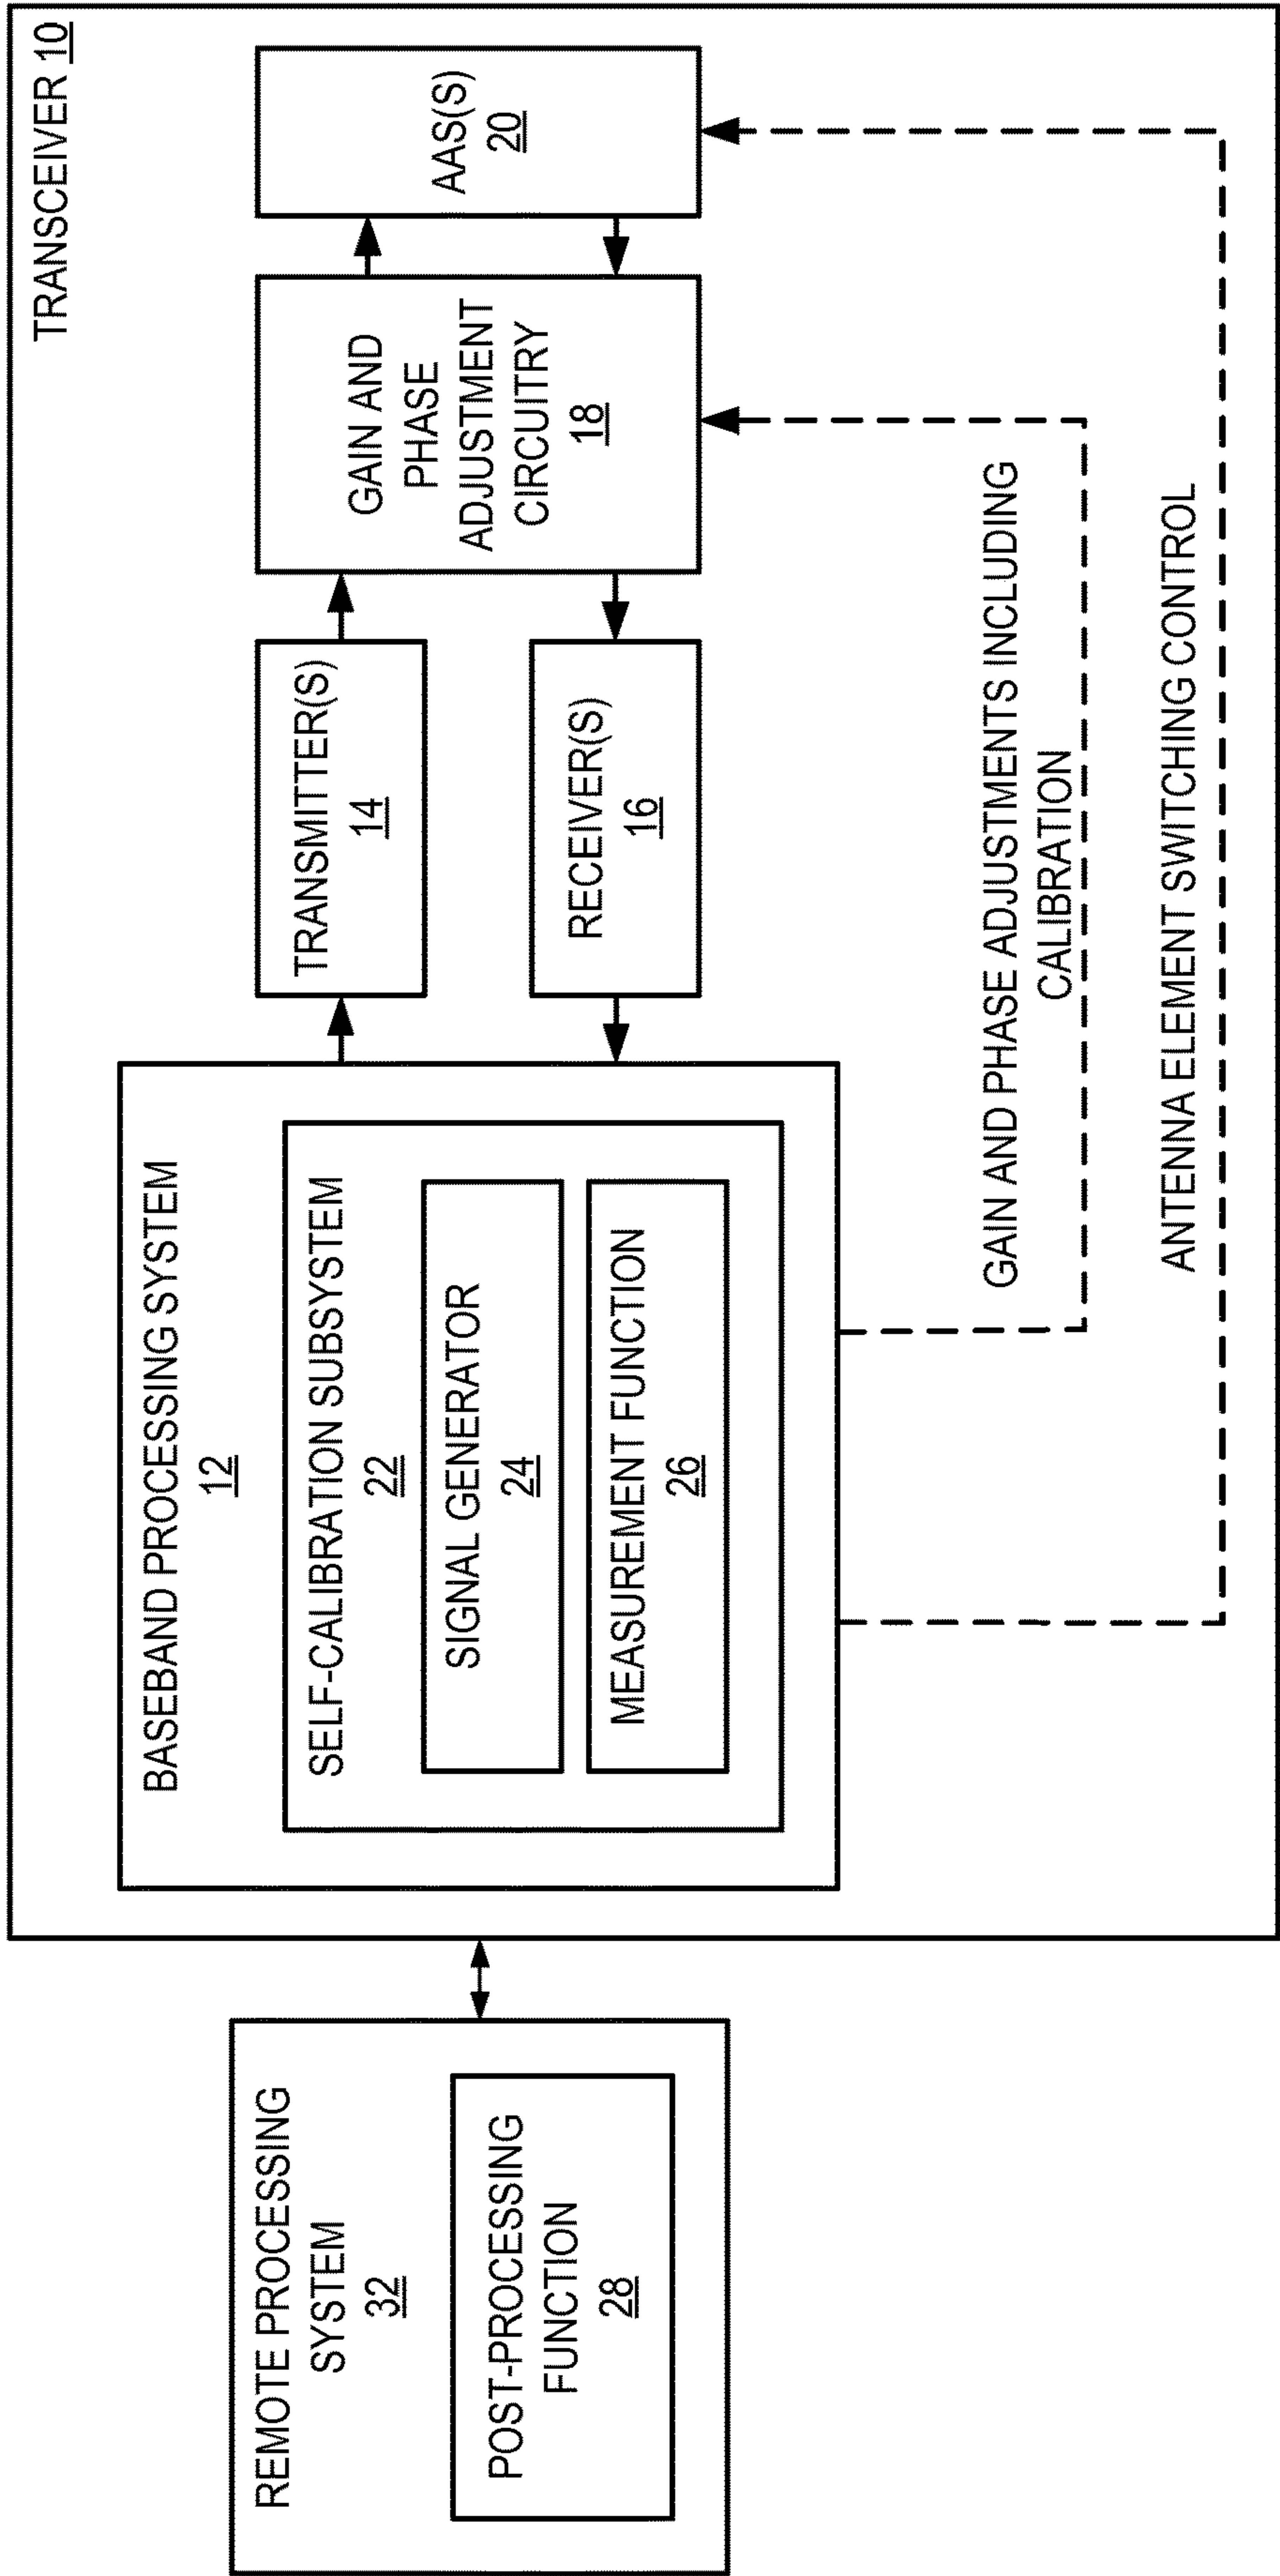 TRANSCEIVER 10
REMOTE PROCESSING
SYSTEM
32
POST-PROCESSING
FUNCTION
28
BASEBAND PROCESSING SYSTEM
12
SELF-CALIBRATION SUBSYSTEM
22
SIGNAL GENERATOR
24
MEASUREMENT FUNCTION
26
TRANSMITTER(S)
14
RECEIVER(S)
16
GAIN AND
PHASE
ADJUSTMENT
CIRCUITRY
18
AAS(S)
20
GAIN AND PHASE ADJUSTMENTS INCLUDING
CALIBRATION
ANTENNA ELEMENT SWITCHING CONTROL